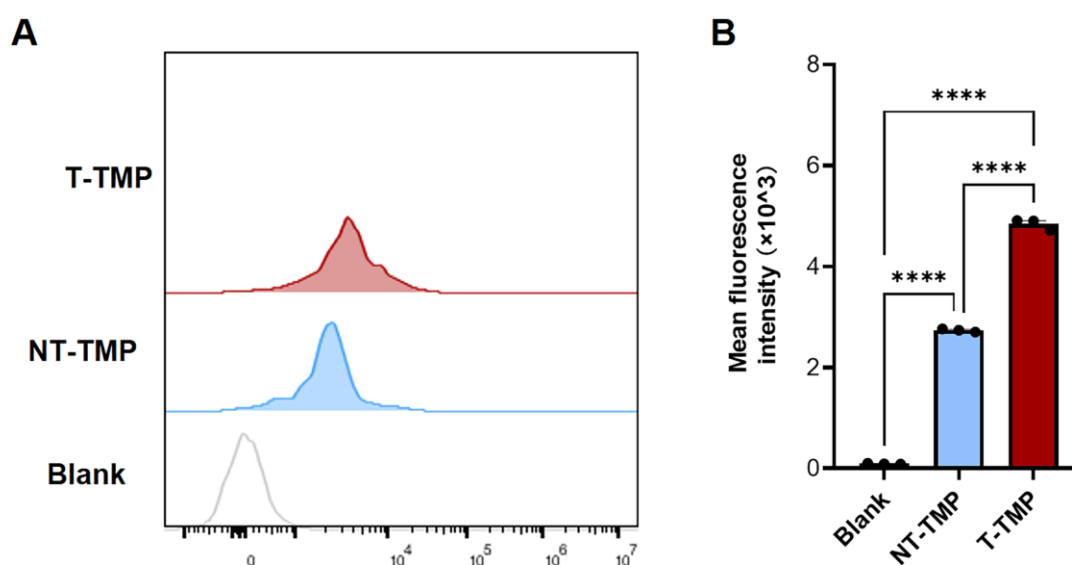 A
T-TMP
NT-TMP
Blank
0
10^4
10^5
10^6
10^7
B
Mean fluorescence
intensity (×10^3)
8
6
4
2
0
****
****
****
Blank
NT-TMP
T-TMP